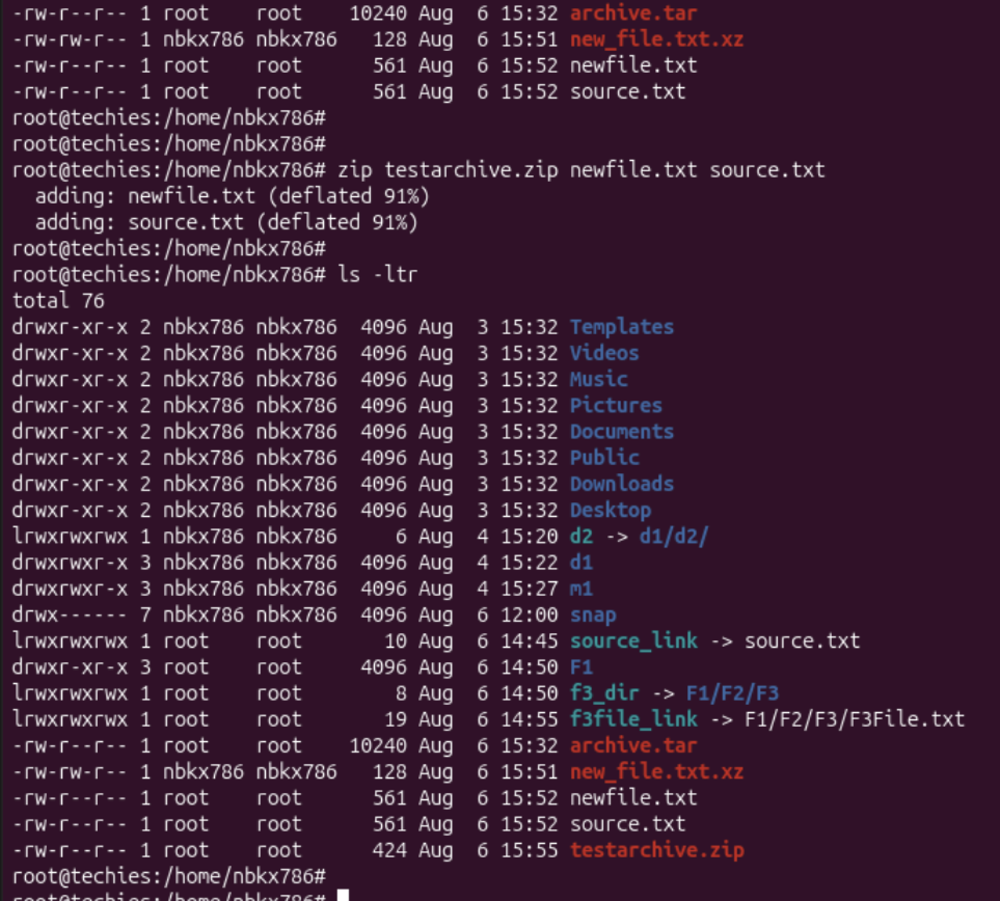 -rw-r--r-- 1 root    root    10240 Aug  6 15:32 archive.tar
-rw-rw-r-- 1 nbkx786 nbkx786   128 Aug  6 15:51 new_file.txt.xz
-rw-r--r-- 1 root    root      561 Aug  6 15:52 newfile.txt
-rw-r--r-- 1 root    root      561 Aug  6 15:52 source.txt
root@techies:/home/nbkx786#
root@techies:/home/nbkx786#
root@techies:/home/nbkx786# zip testarchive.zip newfile.txt source.txt
  adding: newfile.txt (deflated 91%)
  adding: source.txt (deflated 91%)
root@techies:/home/nbkx786#
root@techies:/home/nbkx786# ls -ltr
total 76
drwxr-xr-x 2 nbkx786 nbkx786  4096 Aug  3 15:32 Templates
drwxr-xr-x 2 nbkx786 nbkx786  4096 Aug  3 15:32 Videos
drwxr-xr-x 2 nbkx786 nbkx786  4096 Aug  3 15:32 Music
drwxr-xr-x 2 nbkx786 nbkx786  4096 Aug  3 15:32 Pictures
drwxr-xr-x 2 nbkx786 nbkx786  4096 Aug  3 15:32 Documents
drwxr-xr-x 2 nbkx786 nbkx786  4096 Aug  3 15:32 Public
drwxr-xr-x 2 nbkx786 nbkx786  4096 Aug  3 15:32 Downloads
drwxr-xr-x 2 nbkx786 nbkx786  4096 Aug  3 15:32 Desktop
lrwxrwxrwx 1 nbkx786 nbkx786     6 Aug  4 15:20 d2 -> d1/d2/
drwxrwxr-x 3 nbkx786 nbkx786  4096 Aug  4 15:22 d1
drwxrwxr-x 3 nbkx786 nbkx786  4096 Aug  4 15:27 m1
drwx------ 7 nbkx786 nbkx786  4096 Aug  6 12:00 snap
lrwxrwxrwx 1 root    root       10 Aug  6 14:45 source_link -> source.txt
drwxr-xr-x 3 root    root     4096 Aug  6 14:50 F1
lrwxrwxrwx 1 root    root        8 Aug  6 14:50 f3_dir -> F1/F2/F3
lrwxrwxrwx 1 root    root       19 Aug  6 14:55 f3file_link -> F1/F2/F3/F3File.txt
-rw-r--r-- 1 root    root    10240 Aug  6 15:32 archive.tar
-rw-rw-r-- 1 nbkx786 nbkx786   128 Aug  6 15:51 new_file.txt.xz
-rw-r--r-- 1 root    root      561 Aug  6 15:52 newfile.txt
-rw-r--r-- 1 root    root      561 Aug  6 15:52 source.txt
-rw-r--r-- 1 root    root      424 Aug  6 15:55 testarchive.zip
root@techies:/home/nbkx786#
root@techies:/home/nbkx786#